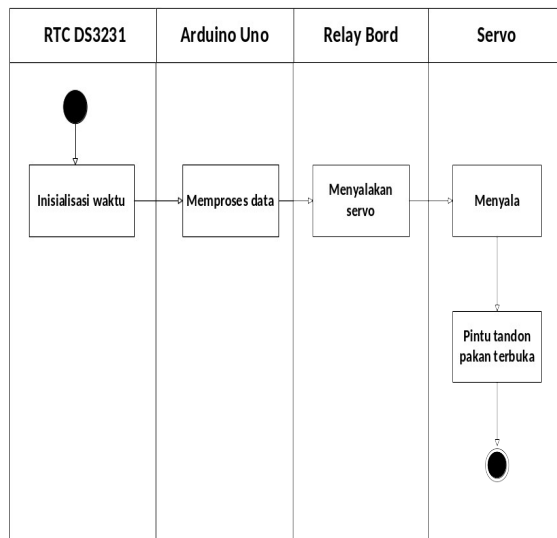 RTC DS3231
Arduino Uno
Relay Bord
Servo
Inisialisasi waktu
Memproses data
Menyalakan
servo
Menyala
Pintu tandon
pakan terbuka